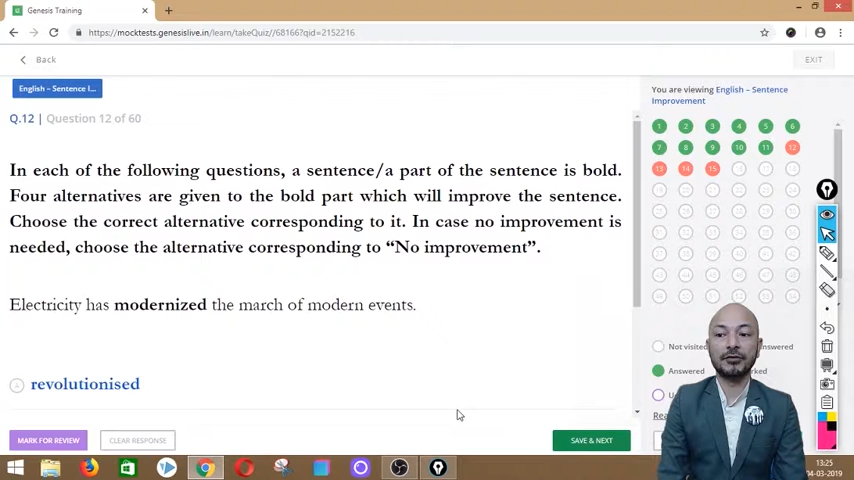 Genesis Training
https://mocktests.genesislive.in/learn/takeQuiz//68166?qid=2152216
Back
EXIT
English – Sentence I...
You are viewing English – Sentence
Improvement
Q.12 | Question 12 of 60
1 2 3 4 5 6
7 8 9 10 11 12
13 14 15
In each of the following questions, a sentence/a part of the sentence is bold.
Four alternatives are given to the bold part which will improve the sentence.
Choose the correct alternative corresponding to it. In case no improvement is
needed, choose the alternative corresponding to “No improvement”.
Electricity has modernized the march of modern events.
Not visited
Answered
revolutionised
MARK FOR REVIEW
CLEAR RESPONSE
SAVE & NEXT
13:25
04-03-2019